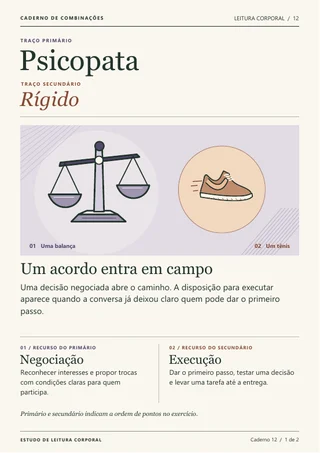 CADERNO DE COMBINAÇÕES
LEITURA CORPORAL / 12
TRAÇO PRIMÁRIO
Psicopata
TRAÇO SECUNDÁRIO
Rígido
01 Uma balança
02 Um tênis
Um acordo entra em campo
Uma decisão negociada abre o caminho. A disposição para executar
aparece quando a conversa já deixou claro quem pode dar o primeiro
passo.
01 / RECURSO DO PRIMÁRIO
Negociação
Reconhecer interesses e propor trocas
com condições claras para quem
participa.
02 / RECURSO DO SECUNDÁRIO
Execução
Dar o primeiro passo, testar uma decisão
e levar uma tarefa até a entrega.
Primário e secundário indicam a ordem de pontos no exercício.
ESTUDO DE LEITURA CORPORAL
Caderno 12 / 1 de 2